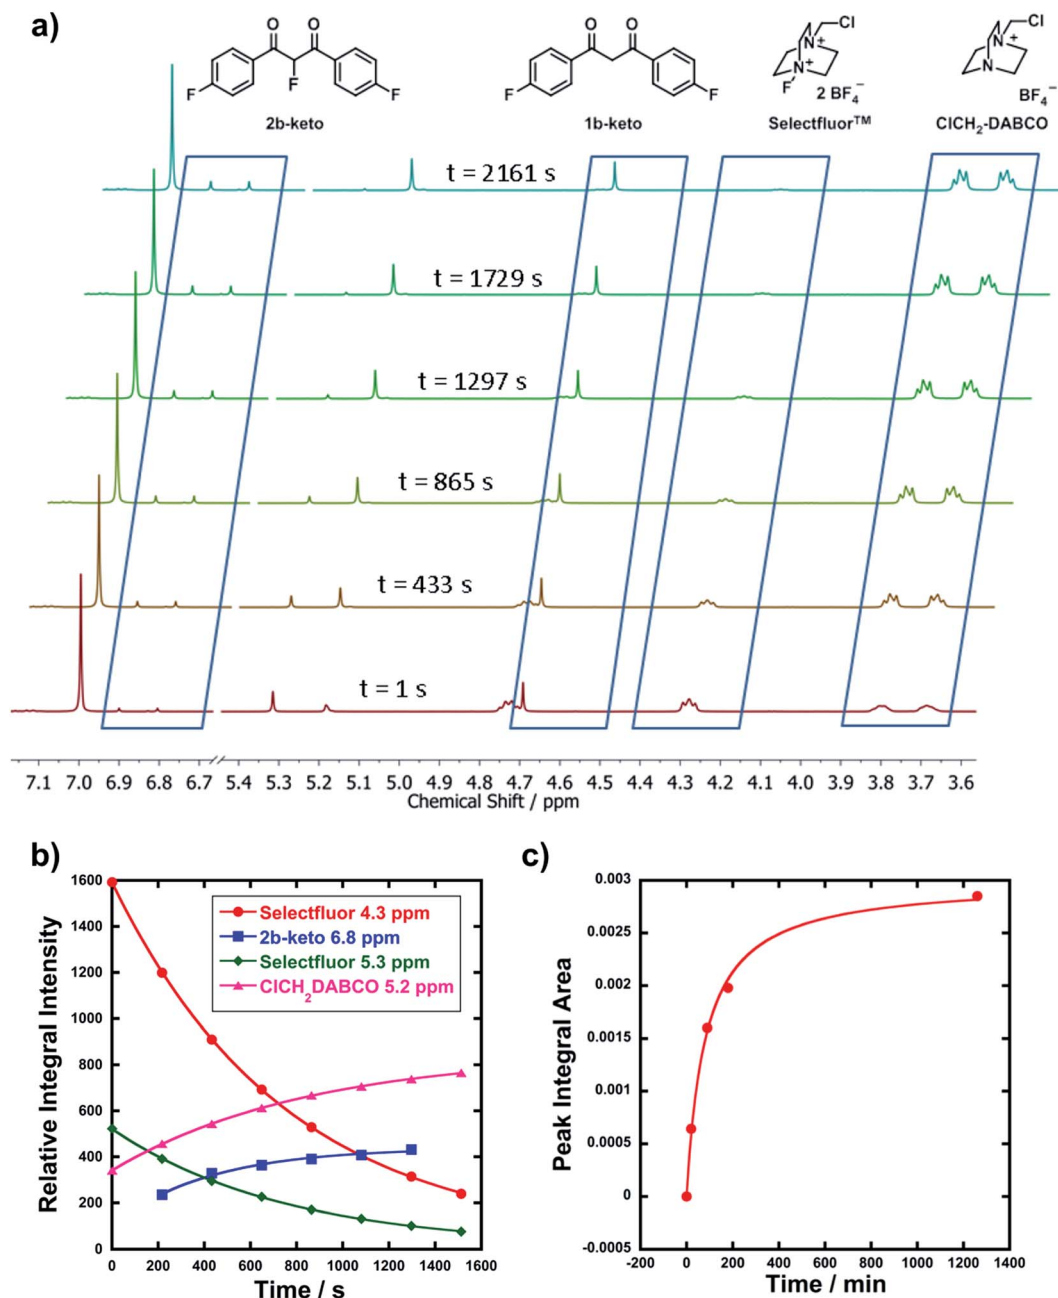 a)
O O
F F F
2b-keto
O O
F F
1b-keto
Cl
N+
N+
F 2 BF4−
Selectfluor™
Cl
N+
N
BF4−
ClCH2-DABCO
t = 2161 s
t = 1729 s
t = 1297 s
t = 865 s
t = 433 s
t = 1 s
7.1 7.0 6.9 6.8 6.7 5.4 5.3 5.2 5.1 5.0 4.9 4.8 4.7 4.6 4.5 4.4 4.3 4.2 4.1 4.0 3.9 3.8 3.7 3.6
Chemical Shift / ppm
b)
Relative Integral Intensity
1600
1400
1200
1000
800
600
400
200
0
Selectfluor 4.3 ppm
2b-keto 6.8 ppm
Selectfluor 5.3 ppm
ClCH2DABCO 5.2 ppm
0 200 400 600 800 1000 1200 1400 1600
Time / s
c)
Peak Integral Area
0.003
0.0025
0.002
0.0015
0.001
0.0005
0
-0.0005
-200 0 200 400 600 800 1000 1200 1400
Time / min